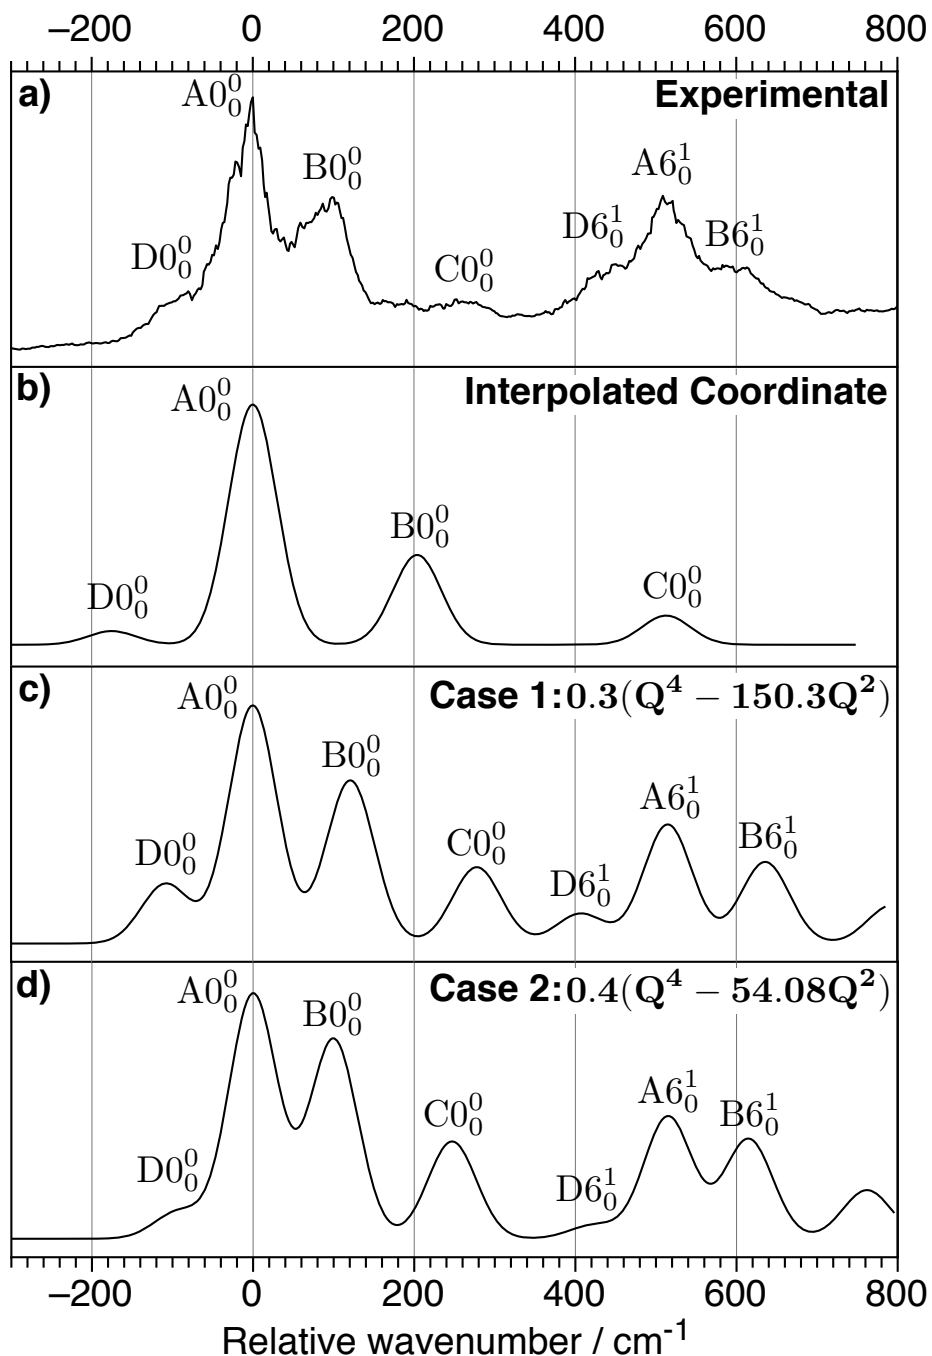 −200 0 200 400 600 800
a) Experimental
A0⁰₀
B0⁰₀
D0⁰₀
C0⁰₀
D6¹₀
A6¹₀
B6¹₀
b) Interpolated Coordinate
A0⁰₀
B0⁰₀
D0⁰₀
C0⁰₀
c) Case 1: 0.3(Q⁴ − 150.3Q²)
A0⁰₀
B0⁰₀
D0⁰₀
C0⁰₀
D6¹₀
A6¹₀
B6¹₀
d) Case 2: 0.4(Q⁴ − 54.08Q²)
A0⁰₀
B0⁰₀
D0⁰₀
C0⁰₀
D6¹₀
A6¹₀
B6¹₀
−200 0 200 400 600 800
Relative wavenumber / cm⁻¹